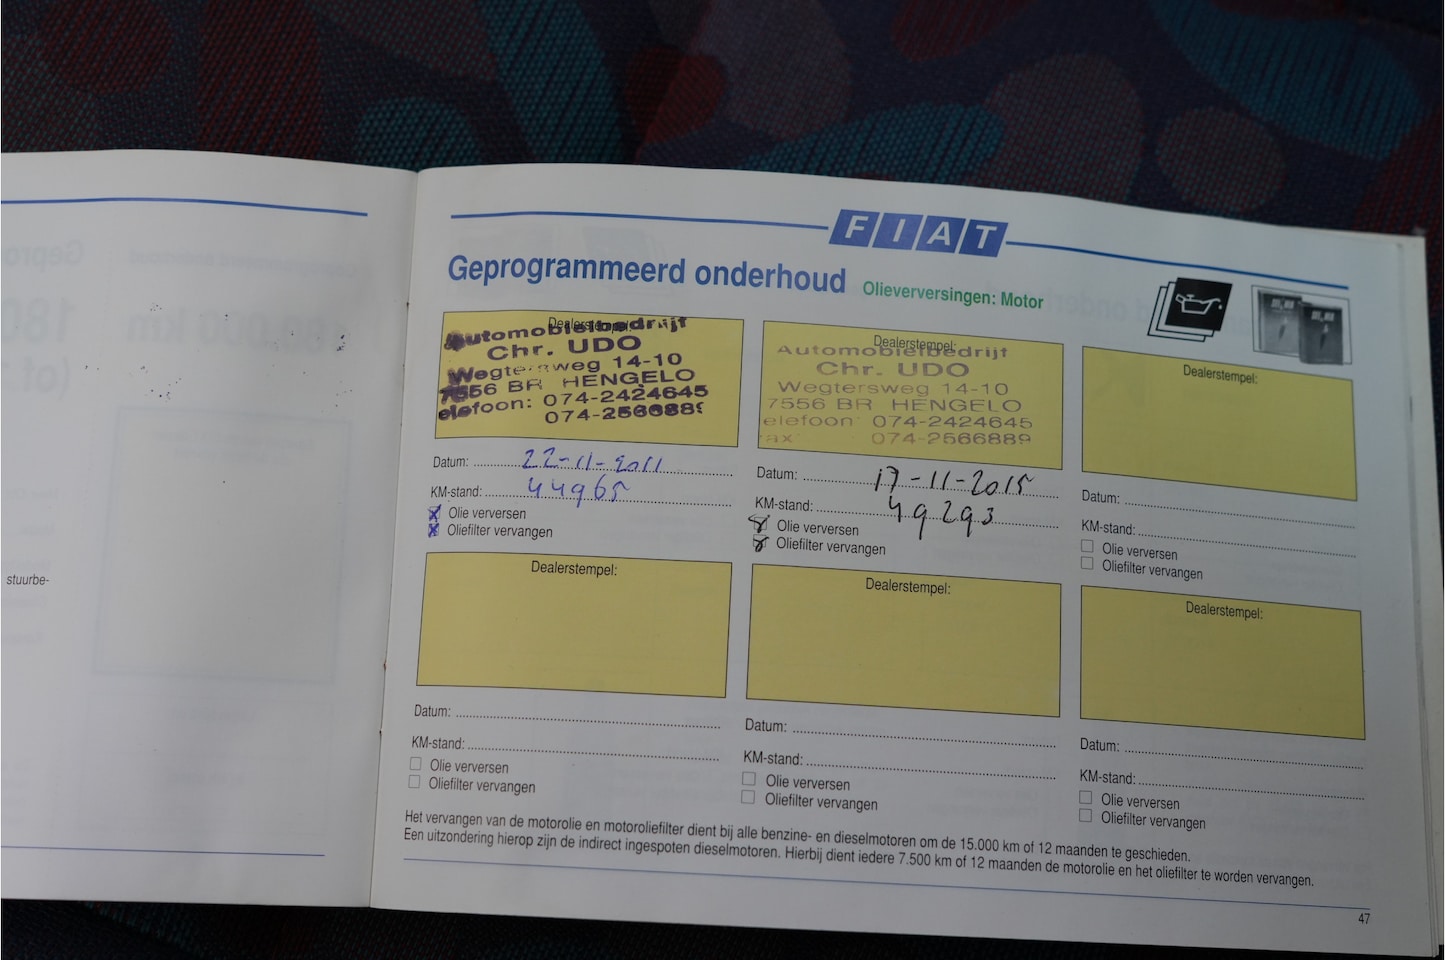 FIAT
Geprogrammeerd onderhoud Olieverversingen: Motor
Dealerstempel:
Automobielbedrijf
Chr. UDO
Wegtersweg 14-10
7556 BR HENGELO
elefoon: 074-2424645
074-2566889
Datum: 22-11-2011
KM-stand: 44965
Olie verversen
Oliefilter vervangen
Dealerstempel:
Automobielbedrijf
Chr. UDO
Wegtersweg 14-10
7556 BR HENGELO
elefoon: 074-2424645
fax 074-2566889
Datum: 17-11-2015
KM-stand: 49293
Olie verversen
Oliefilter vervangen
Dealerstempel:
Datum:
KM-stand:
Olie verversen
Oliefilter vervangen
stuurbe-
Dealerstempel:
Datum:
KM-stand:
Olie verversen
Oliefilter vervangen
Dealerstempel:
Datum:
KM-stand:
Olie verversen
Oliefilter vervangen
Dealerstempel:
Datum:
KM-stand:
Olie verversen
Oliefilter vervangen
Het vervangen van de motorolie en motoroliefilter dient bij alle benzine- en dieselmotoren om de 15.000 km of 12 maanden te geschieden.
Een uitzondering hierop zijn de indirect ingespoten dieselmotoren. Hierbij dient iedere 7.500 km of 12 maanden de motorolie en het oliefilter te worden vervangen.
47